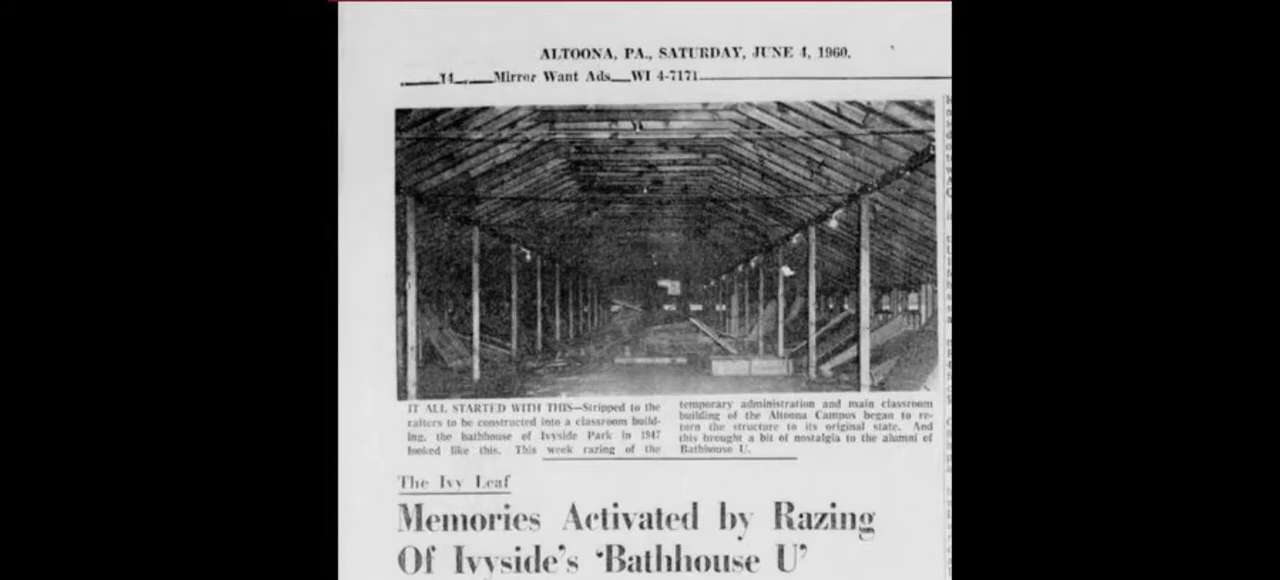 ALTOONA, PA., SATURDAY, JUNE 4, 1960.
14 Mirror Want Ads WI 4-7171
IT ALL STARTED WITH THIS—Stripped to the
rafters to be constructed into a classroom build-
ing, the bathhouse of Ivyside Park in 1947
looked like this. This week razing of the
temporary administration and main classroom
building of the Altoona Campus began to re-
turn the structure to its original state. And
this brought a bit of nostalgia to the alumni of
Bathhouse U.
The Ivy Leaf
Memories Activated by Razing
Of Ivyside's 'Bathhouse U'